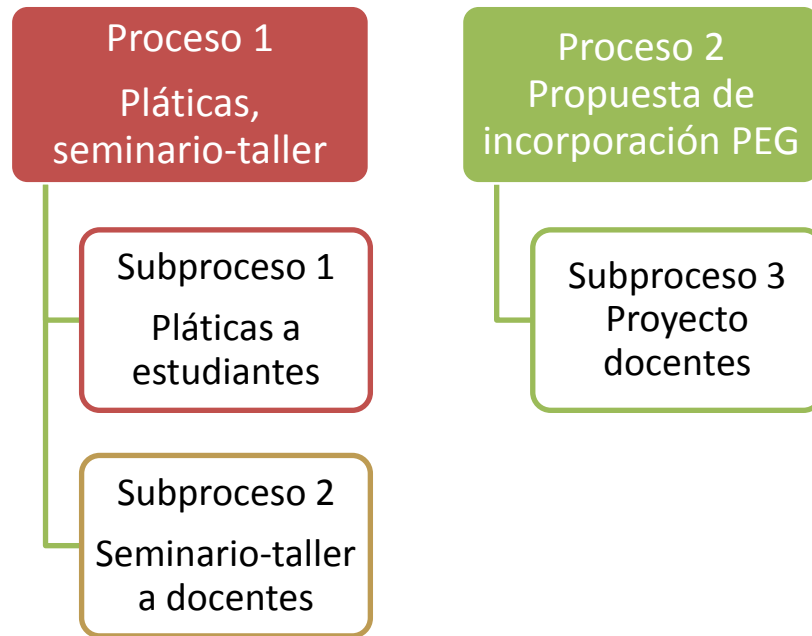 Proceso 1
Pláticas,
seminario-taller
Subproceso 1
Pláticas a
estudiantes
Subproceso 2
Seminario-taller
a docentes
Proceso 2
Propuesta de
incorporación PEG
Subproceso 3
Proyecto
docentes